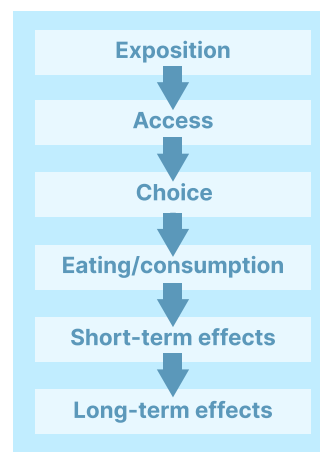 Exposition
Access
Choice
Eating/consumption
Short-term effects
Long-term effects